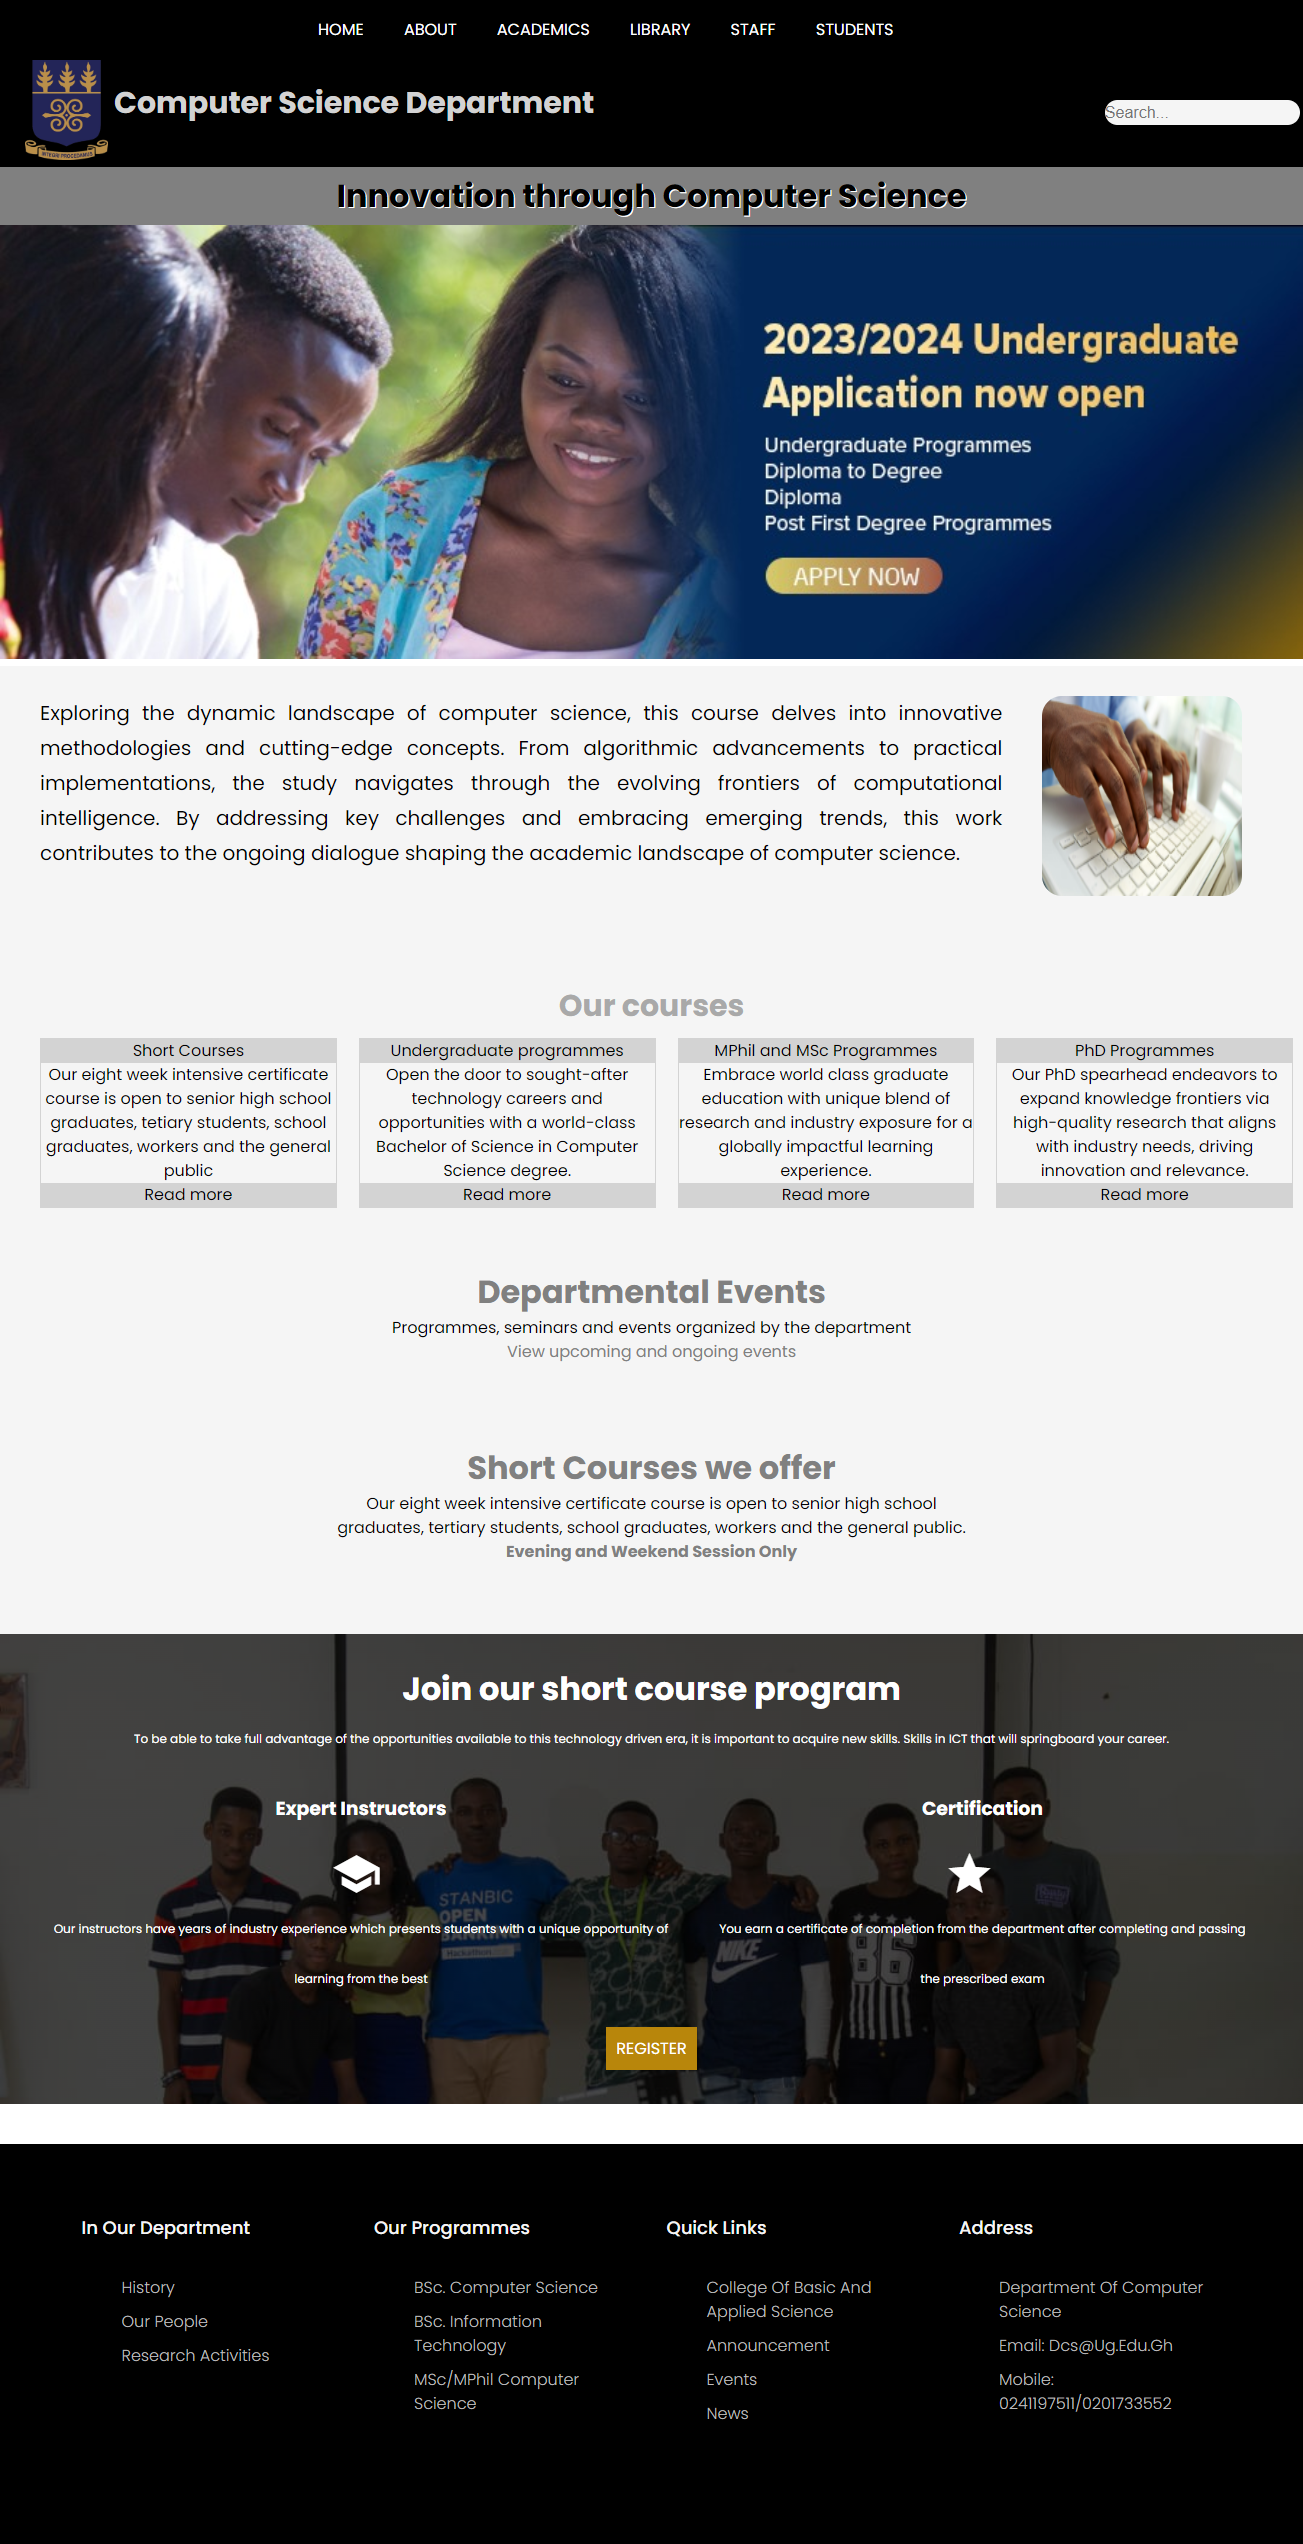 HOME ABOUT ACADEMICS LIBRARY STAFF STUDENTS
INTEGRI PROCEDAMUS
Computer Science Department
Search...
Innovation through Computer Science
2023/2024 Undergraduate
Application now open
Undergraduate Programmes
Diploma to Degree
Diploma
Post First Degree Programmes
APPLY NOW
Exploring the dynamic landscape of computer science, this course delves into innovative
methodologies and cutting-edge concepts. From algorithmic advancements to practical
implementations, the study navigates through the evolving frontiers of computational
intelligence. By addressing key challenges and embracing emerging trends, this work
contributes to the ongoing dialogue shaping the academic landscape of computer science.
Our courses
Short Courses
Our eight week intensive certificate
course is open to senior high school
graduates, tetiary students, school
graduates, workers and the general
public
Read more
Undergraduate programmes
Open the door to sought-after
technology careers and
opportunities with a world-class
Bachelor of Science in Computer
Science degree.
Read more
MPhil and MSc Programmes
Embrace world class graduate
education with unique blend of
research and industry exposure for a
globally impactful learning
experience.
Read more
PhD Programmes
Our PhD spearhead endeavors to
expand knowledge frontiers via
high-quality research that aligns
with industry needs, driving
innovation and relevance.
Read more
Departmental Events
Programmes, seminars and events organized by the department
View upcoming and ongoing events
Short Courses we offer
Our eight week intensive certificate course is open to senior high school
graduates, tertiary students, school graduates, workers and the general public.
Evening and Weekend Session Only
Join our short course program
To be able to take full advantage of the opportunities available to this technology driven era, it is important to acquire new skills. Skills in ICT that will springboard your career.
Expert Instructors
Our instructors have years of industry experience which presents students with a unique opportunity of
learning from the best
Certification
You earn a certificate of completion from the department after completing and passing
the prescribed exam
STANBIC
OPEN
BANKING
Hackathon
NIKE
86
REGISTER
In Our Department
History
Our People
Research Activities
Our Programmes
BSc. Computer Science
BSc. Information
Technology
MSc/MPhil Computer
Science
Quick Links
College Of Basic And
Applied Science
Announcement
Events
News
Address
Department Of Computer
Science
Email: Dcs@Ug.Edu.Gh
Mobile:
0241197511/0201733552